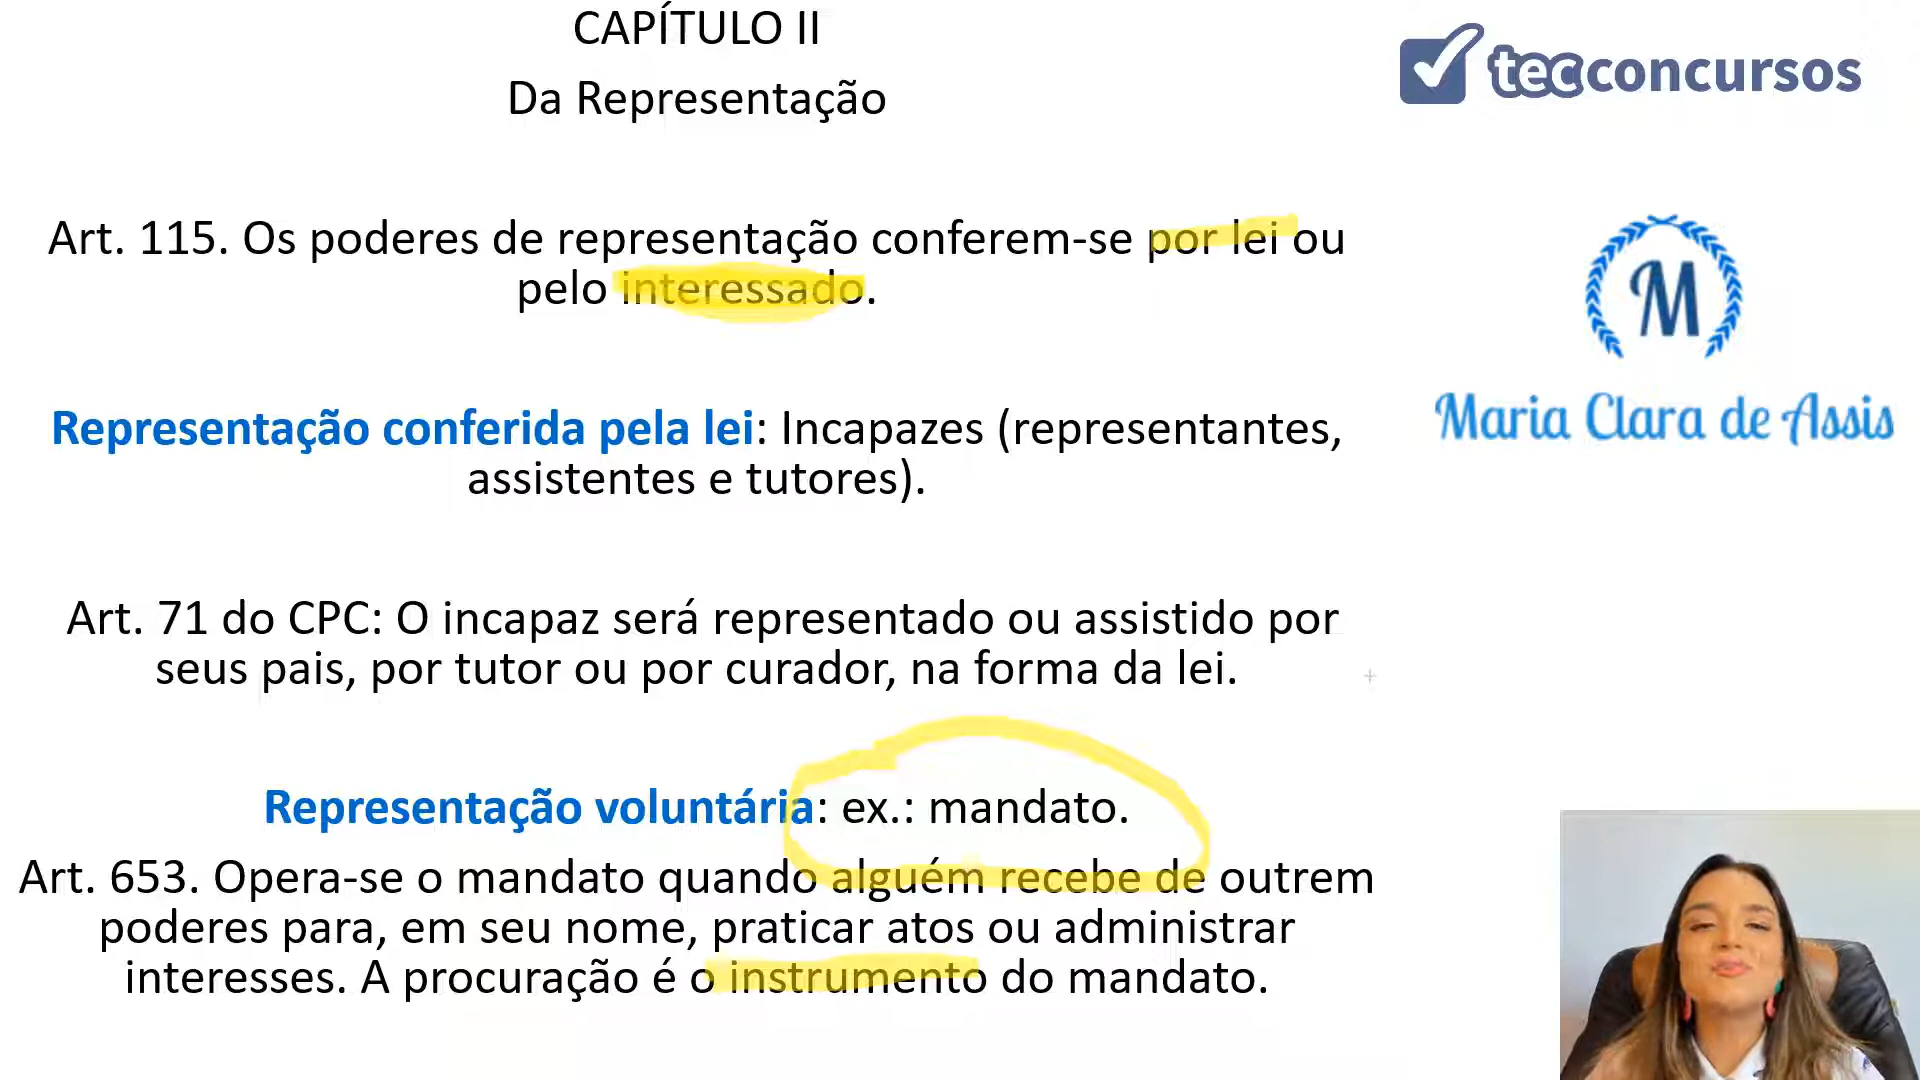 CAPÍTULO II
Da Representação
tecconcursos
Art. 115. Os poderes de representação conferem-se por lei ou
pelo interessado.
M
Maria Clara de Assis
Representação conferida pela lei: Incapazes (representantes,
assistentes e tutores).
Art. 71 do CPC: O incapaz será representado ou assistido por
seus pais, por tutor ou por curador, na forma da lei.
Representação voluntária: ex.: mandato.
Art. 653. Opera-se o mandato quando alguém recebe de outrem
poderes para, em seu nome, praticar atos ou administrar
interesses. A procuração é o instrumento do mandato.